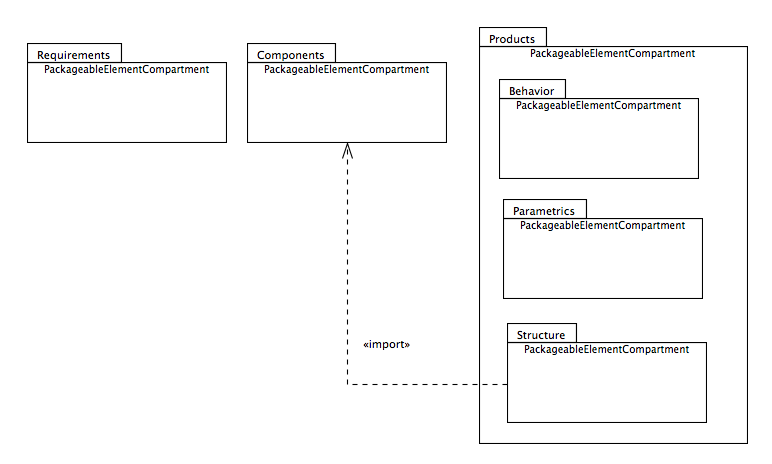 Requirements
PackageableElementCompartment
Components
PackageableElementCompartment
Products
PackageableElementCompartment
Behavior
PackageableElementCompartment
Parametrics
PackageableElementCompartment
Structure
PackageableElementCompartment
«import»